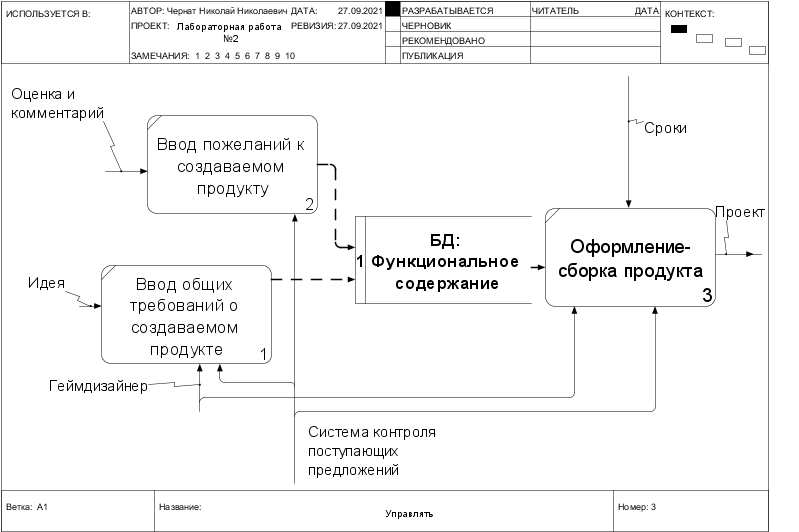 ИСПОЛЬЗУЕТСЯ В:
АВТОР: Чернат Николай Николаевич ДАТА: 27.09.2021
РАЗРАБАТЫВАЕТСЯ
ЧИТАТЕЛЬ
ДАТА
КОНТЕКСТ:
ПРОЕКТ: Лабораторная работа №2
РЕВИЗИЯ: 27.09.2021
ЧЕРНОВИК
РЕКОМЕНДОВАНО
ЗАМЕЧАНИЯ: 1 2 3 4 5 6 7 8 9 10
ПУБЛИКАЦИЯ
Оценка и
комментарий
Ввод пожеланий к
создаваемом
продукту
2
Сроки
Проект
БД:
1 Функциональное
содержание
Оформление-
сборка продукта
3
Идея
Ввод общих
требований о
создаваемом
продукте
1
Геймдизайнер
Система контроля
поступающих
предложений
Ветка: А1
Название:
Управлять
Номер: 3